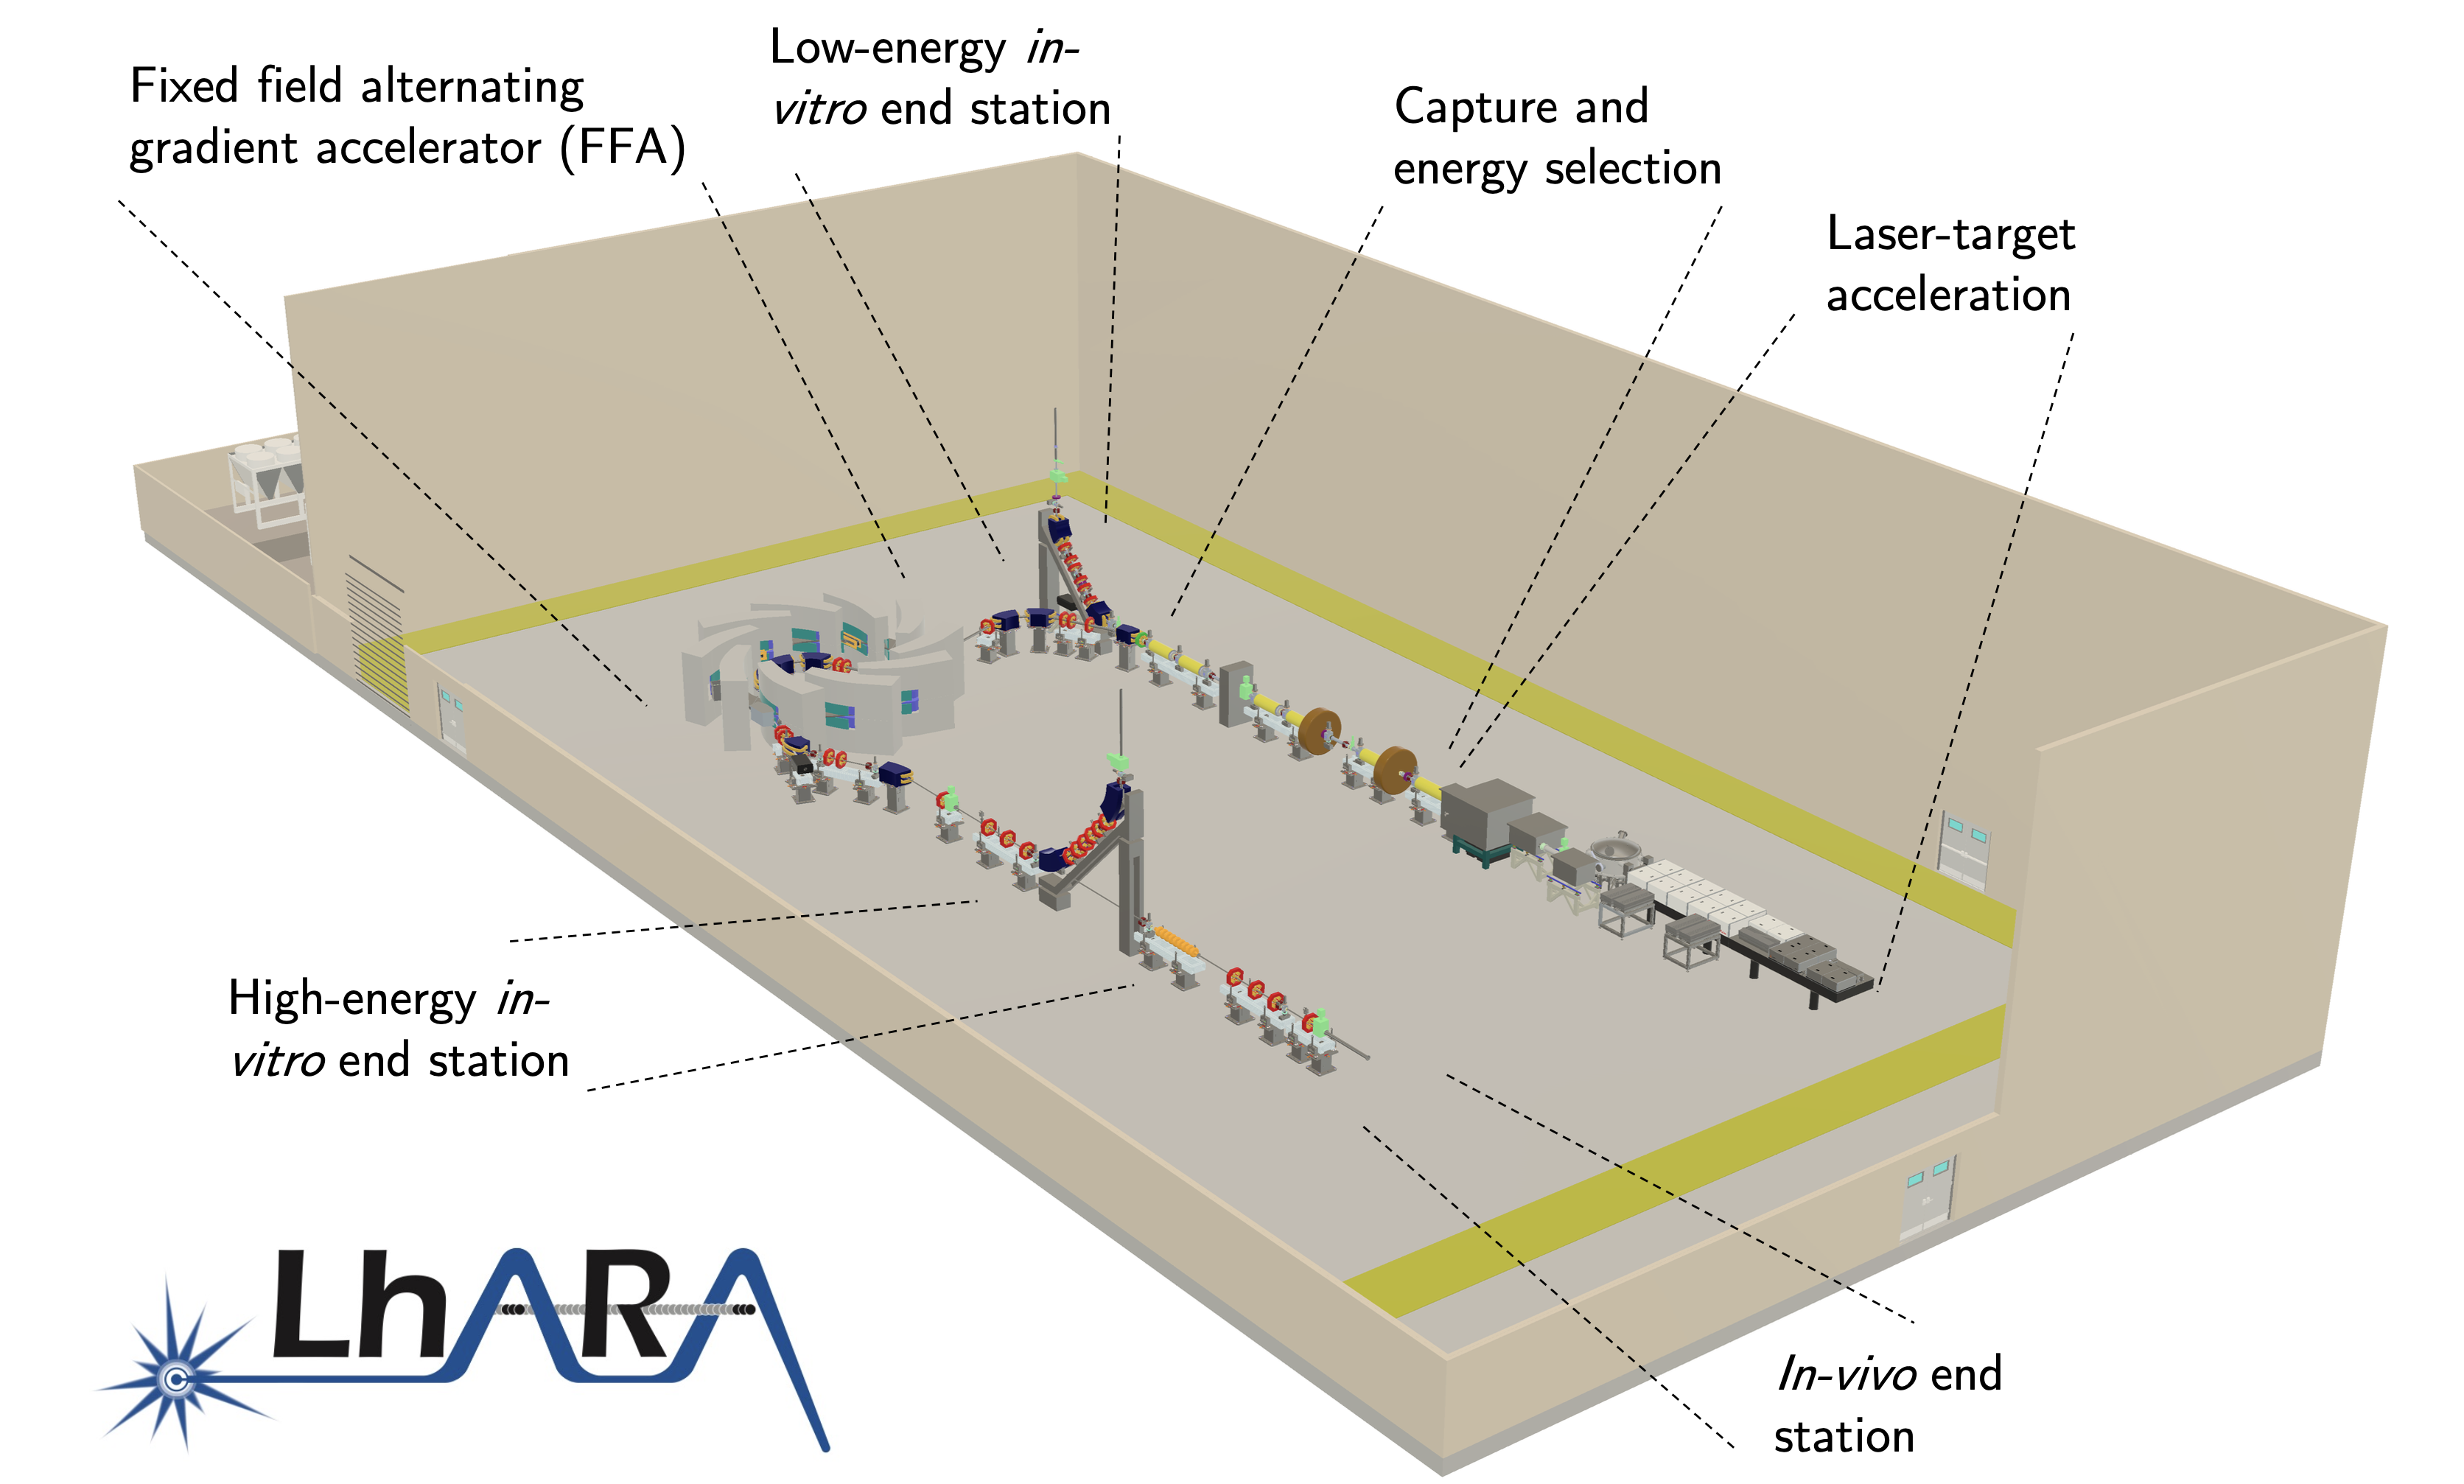 Low-energy in-
vitro end station
Fixed field alternating
gradient accelerator (FFA)
Capture and
energy selection
Laser-target
acceleration
High-energy in-
vitro end station
LhARA
In-vivo end
station